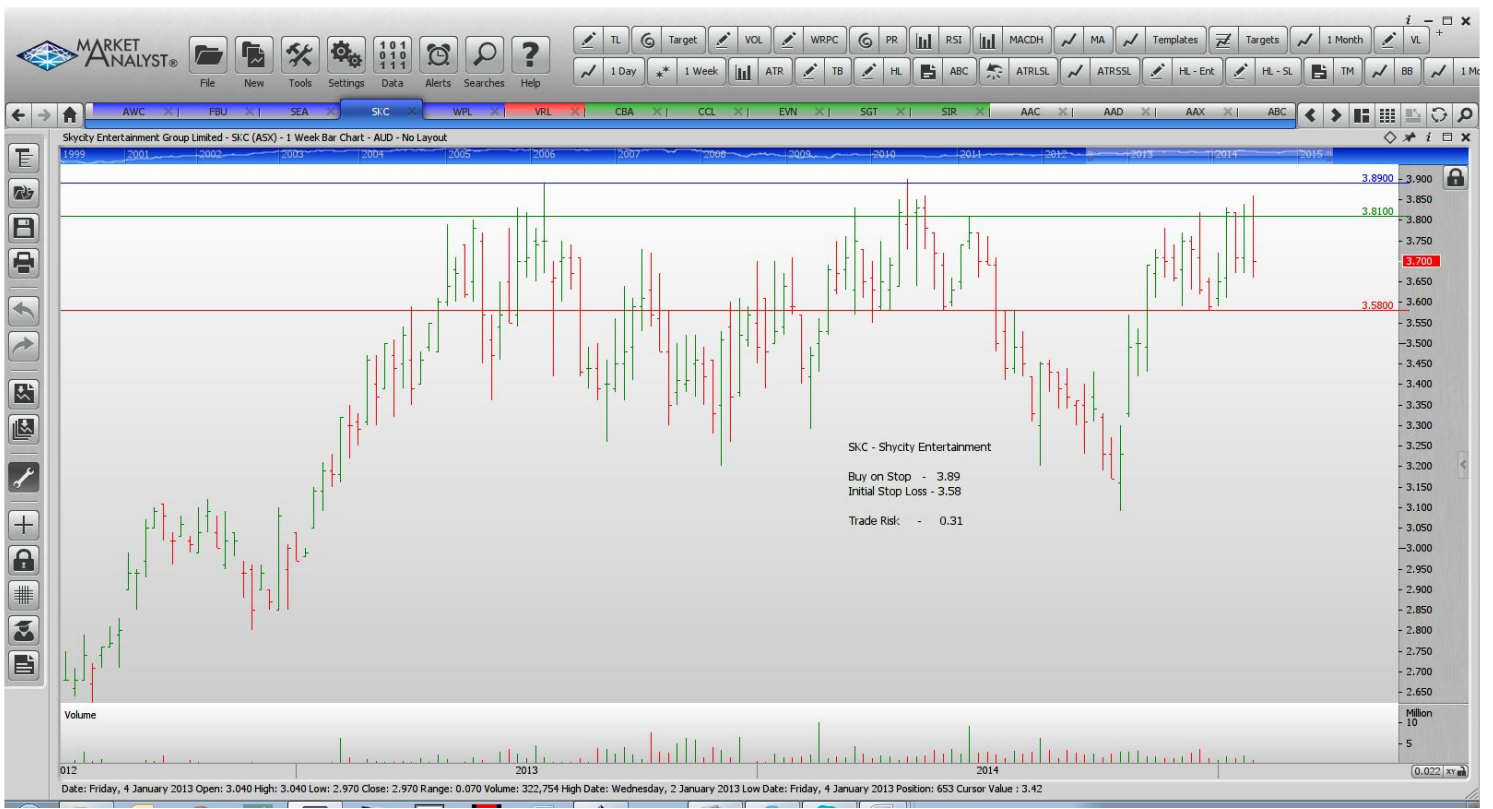 MARKET
ANALYST®
File New Tools Settings Data Alerts Searches Help
TL Target VOL WRPC PR RSI MACDH MA Templates Targets 1 Month VL
1 Day 1 Week ATR TB HL ABC ATRLSL ATRSSL HL - Ent HL - SL TM BB 1 Mo
AWC FBU SEA SKC WPL VRL CBA CCL EVN SGT SIR AAC AAD AAX ABC
Skycity Entertainment Group Limited - SKC (ASX) - 1 Week Bar Chart - AUD - No Layout
1999 2001 2002 2003 2004 2005 2006 2007 2008 2009 2010 2011 2012 2013 2014 2015
3.8900
3.900
3.850
3.8100
3.800
3.750
3.700
3.650
3.600
3.5800
3.550
3.500
3.450
3.400
3.350
3.300
3.250
3.200
3.150
3.100
3.050
3.000
2.950
2.900
2.850
2.800
2.750
2.700
2.650
SKC - Shycity Entertainment
Buy on Stop - 3.89
Initial Stop Loss - 3.58
Trade Risk - 0.31
Volume
Million
10
5
012 2013 2014
0.022 XY
Date: Friday, 4 January 2013 Open: 3.040 High: 3.040 Low: 2.970 Close: 2.970 Range: 0.070 Volume: 322,754 High Date: Wednesday, 2 January 2013 Low Date: Friday, 4 January 2013 Position: 653 Cursor Value : 3.42